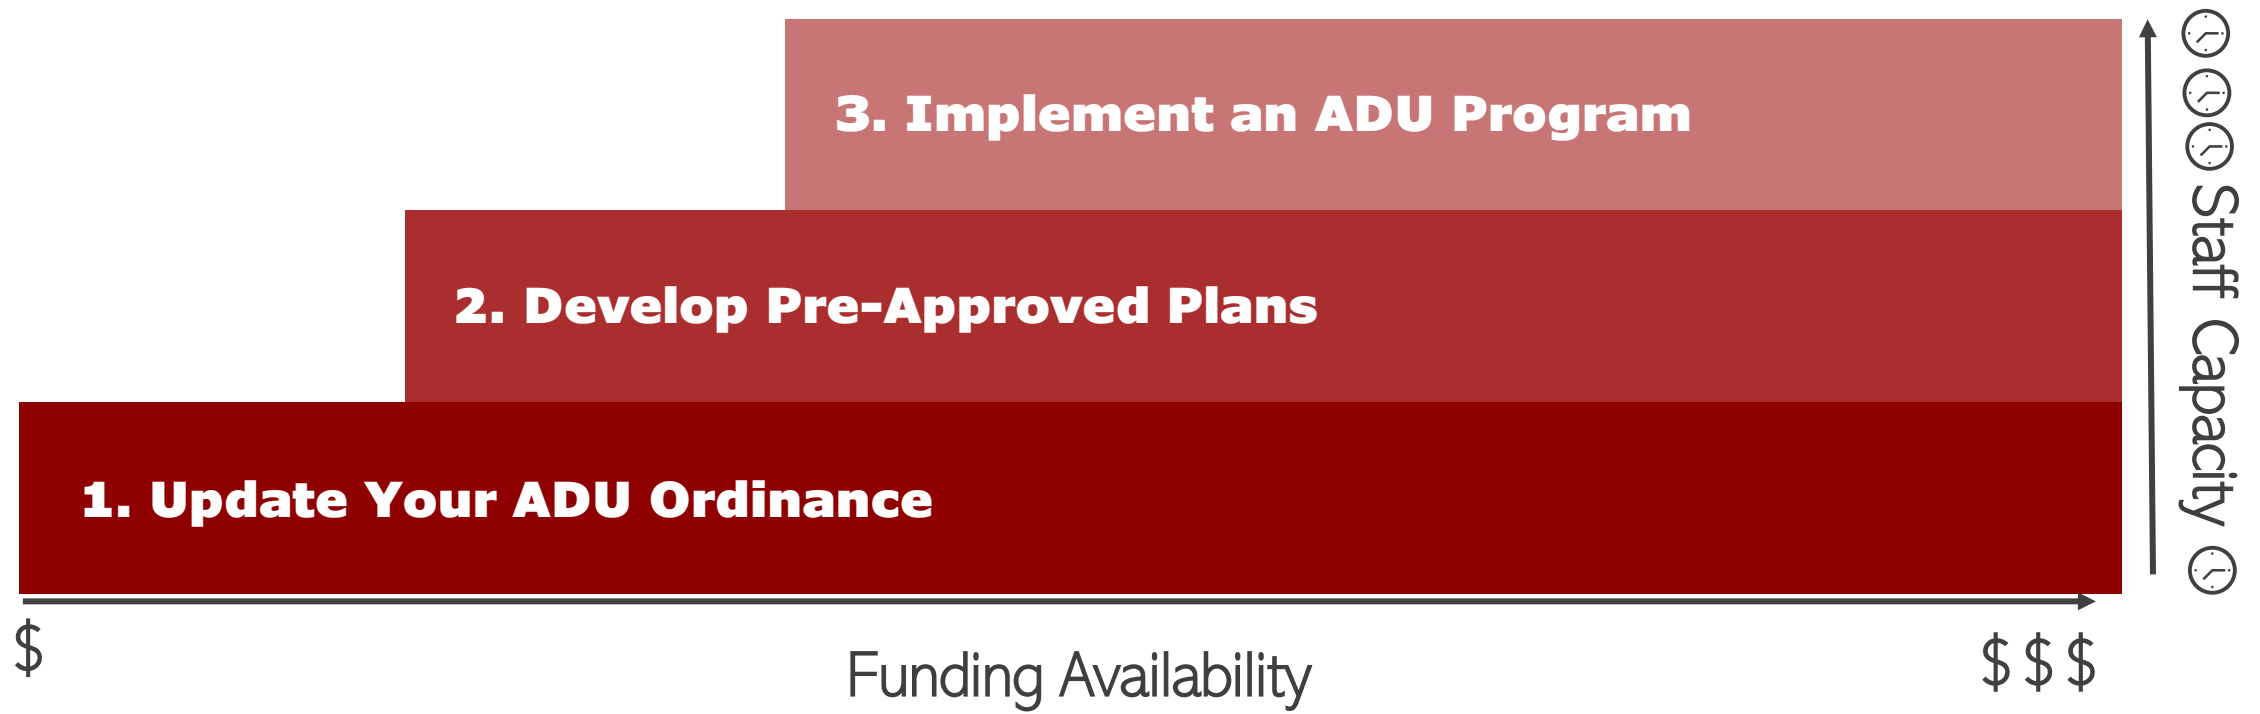 3. Implement an ADU Program
2. Develop Pre-Approved Plans
1. Update Your ADU Ordinance
Staff Capacity
$
$$$
Funding Availability